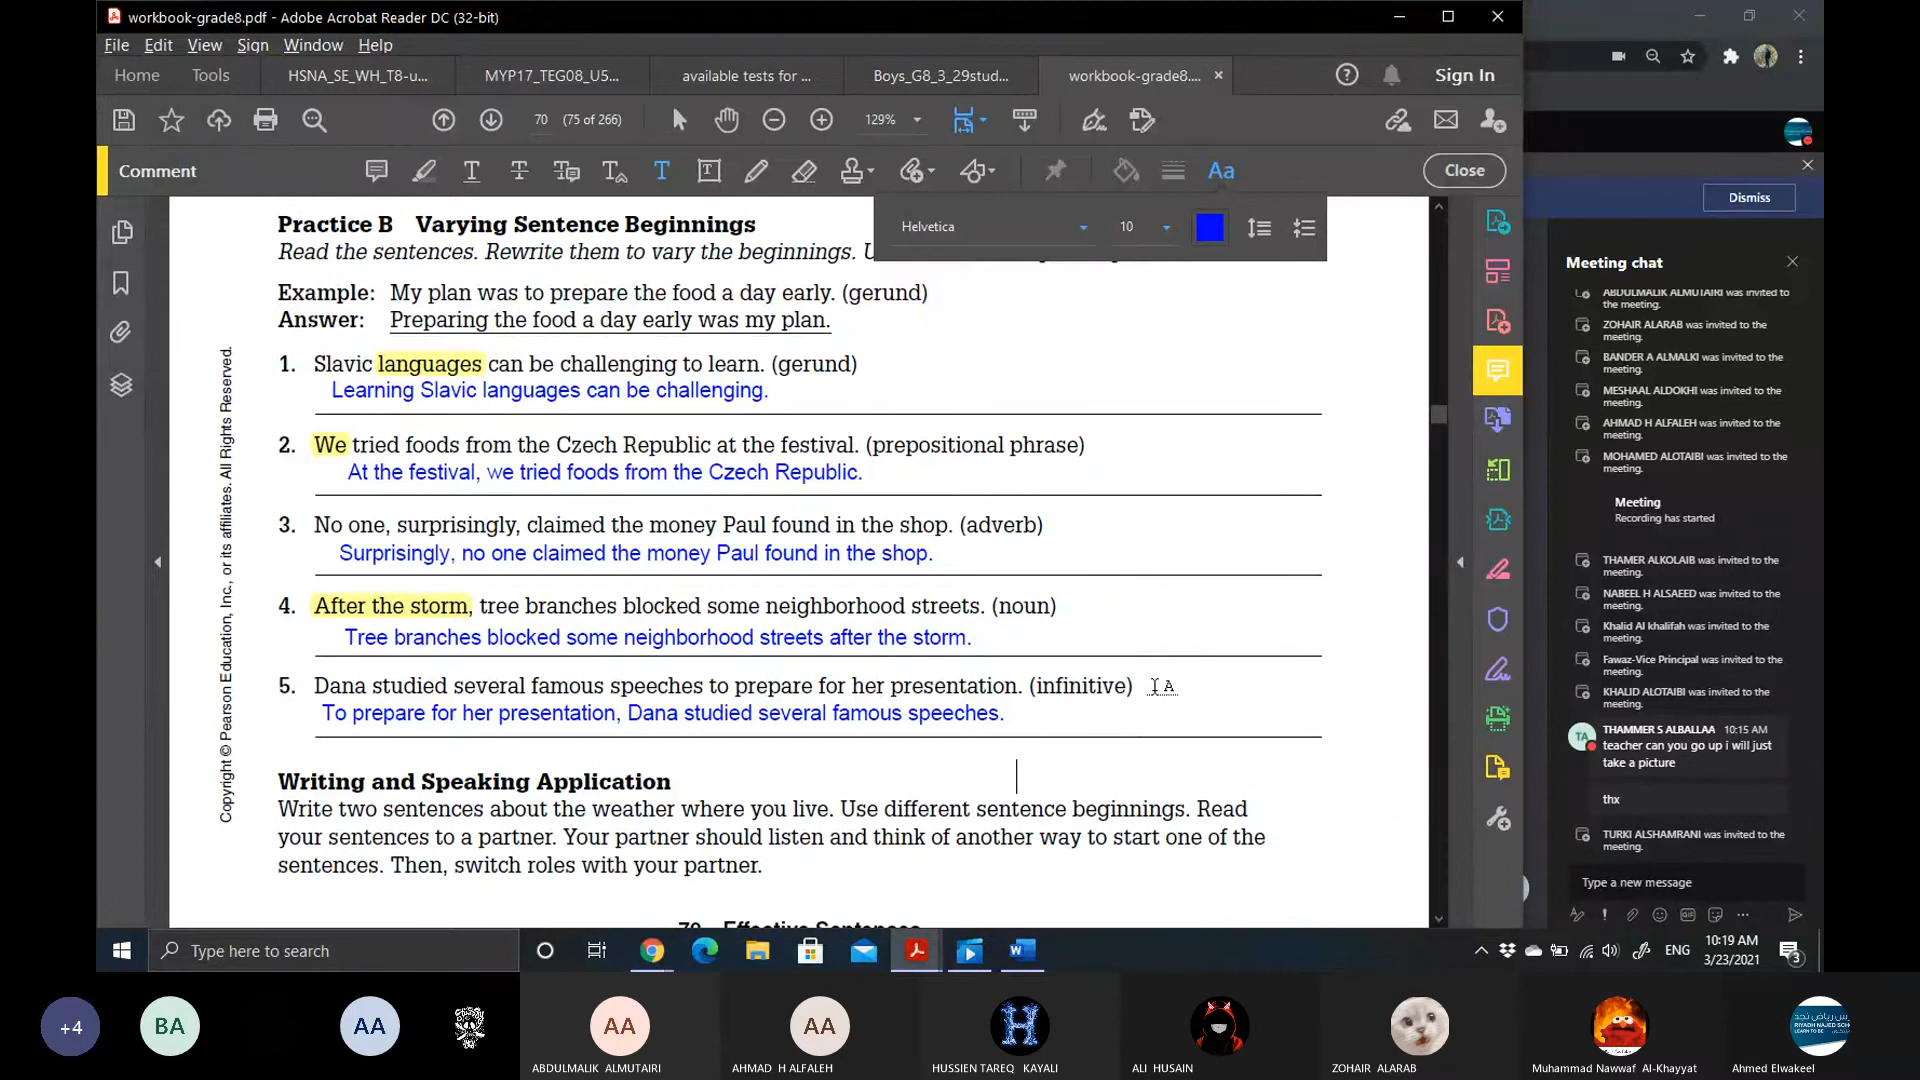 workbook-grade8.pdf - Adobe Acrobat Reader DC (32-bit)
File Edit View Sign Window Help
Home Tools HSNA_SE_WH_T8-u... MYP17_TEG08_U5... available tests for ... Boys_G8_3_29stud... workbook-grade8.... Sign In
70 (75 of 266) 129%
Comment Close
Helvetica 10
Practice B Varying Sentence Beginnings
Read the sentences. Rewrite them to vary the beginnings.
Example: My plan was to prepare the food a day early. (gerund)
Answer: Preparing the food a day early was my plan.
1. Slavic languages can be challenging to learn. (gerund)
Learning Slavic languages can be challenging.
2. We tried foods from the Czech Republic at the festival. (prepositional phrase)
At the festival, we tried foods from the Czech Republic.
3. No one, surprisingly, claimed the money Paul found in the shop. (adverb)
Surprisingly, no one claimed the money Paul found in the shop.
4. After the storm, tree branches blocked some neighborhood streets. (noun)
Tree branches blocked some neighborhood streets after the storm.
5. Dana studied several famous speeches to prepare for her presentation. (infinitive)
To prepare for her presentation, Dana studied several famous speeches.
Writing and Speaking Application
Write two sentences about the weather where you live. Use different sentence beginnings. Read
your sentences to a partner. Your partner should listen and think of another way to start one of the
sentences. Then, switch roles with your partner.
70 Effective Sentences
Copyright © Pearson Education, Inc., or its affiliates. All Rights Reserved.
Dismiss
Meeting chat
ABDULMALIK ALMUTAIRI was invited to
the meeting.
ZOHAIR ALARAB was invited to the
meeting.
BANDER A ALMALKI was invited to the
meeting.
MESHAAL ALDOKHI was invited to the
meeting.
AHMAD H ALFALEH was invited to the
meeting.
MOHAMED ALOTAIBI was invited to the
meeting.
Meeting
Recording has started
THAMER ALKOLAIB was invited to the
meeting.
NABEEL H ALSAEED was invited to the
meeting.
Khalid Al khalifah was invited to the
meeting.
Fawaz-Vice Principal was invited to the
meeting.
KHALID ALOTAIBI was invited to the
meeting.
TA THAMMER S ALBALLAA 10:15 AM
teacher can you go up i will just
take a picture
thx
TURKI ALSHAMRANI was invited to the
meeting.
Type a new message
Type here to search
ENG 10:19 AM
3/23/2021
3
+4 BA AA AA AA H
RIYADH NAJED SCH
ABDULMALIK ALMUTAIRI AHMAD H ALFALEH HUSSIEN TAREQ KAYALI ALI HUSAIN ZOHAIR ALARAB Muhammad Nawwaf Al-Khayyat Ahmed Elwakeel